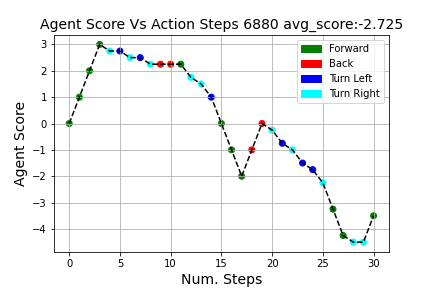 Agent Score Vs Action Steps 6880 avg_score:-2.725
Agent Score
3
2
1
0
−1
−2
−3
−4
Forward
Back
Turn Left
Turn Right
0
5
10
15
20
25
30
Num. Steps